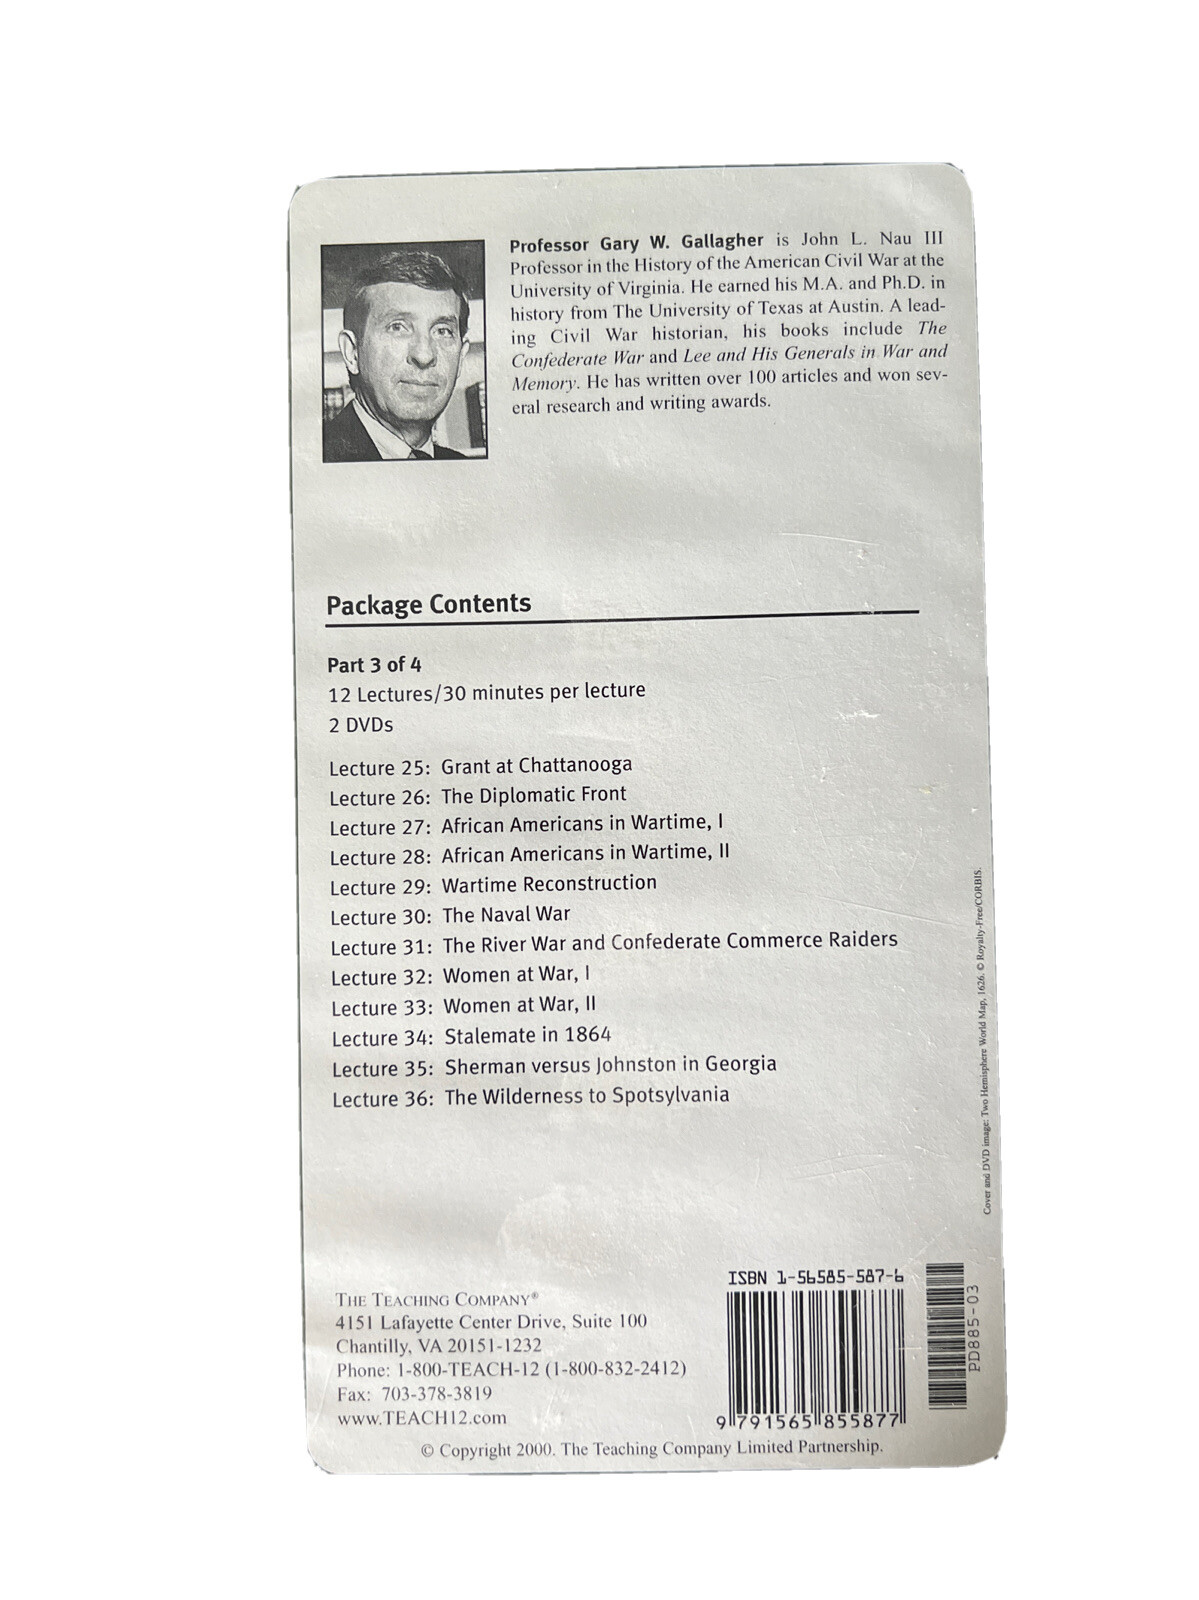 Professor Gary W. Gallagher is John L. Nau III
Professor in the History of the American Civil War at the
University of Virginia. He earned his M.A. and Ph.D. in
history from The University of Texas at Austin. A lead-
ing Civil War historian, his books include The
Confederate War and Lee and His Generals in War and
Memory. He has written over 100 articles and won sev-
eral research and writing awards.
Package Contents
Part 3 of 4
12 Lectures/30 minutes per lecture
2 DVDs
Lecture 25: Grant at Chattanooga
Lecture 26: The Diplomatic Front
Lecture 27: African Americans in Wartime, I
Lecture 28: African Americans in Wartime, II
Lecture 29: Wartime Reconstruction
Lecture 30: The Naval War
Lecture 31: The River War and Confederate Commerce Raiders
Lecture 32: Women at War, I
Lecture 33: Women at War, II
Lecture 34: Stalemate in 1864
Lecture 35: Sherman versus Johnston in Georgia
Lecture 36: The Wilderness to Spotsylvania
Cover and DVD image: Two Hemisphere World Map, 1626. © Royalty-Free/CORBIS.
THE TEACHING COMPANY®
4151 Lafayette Center Drive, Suite 100
Chantilly, VA 20151-1232
Phone: 1-800-TEACH-12 (1-800-832-2412)
Fax: 703-378-3819
www.TEACH12.com
ISBN 1-56585-587-6
9 791565 855877
PD885-03
© Copyright 2000. The Teaching Company Limited Partnership.